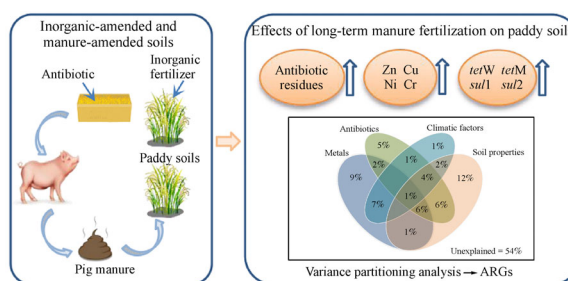 Inorganic-amended and
manure-amended soils
Antibiotic
Inorganic
fertilizer
Paddy soils
Pig manure
Effects of long-term manure fertilization on paddy soil
Antibiotic
residues
Zn Cu
Ni Cr
tetW tetM
sul1 sul2
Antibiotics
Climatic factors
Metals
Soil properties
5%
1%
2%
1%
2%
9%
4%
12%
1%
7%
6%
6%
1%
Unexplained = 54%
Variance partitioning analysis → ARGs